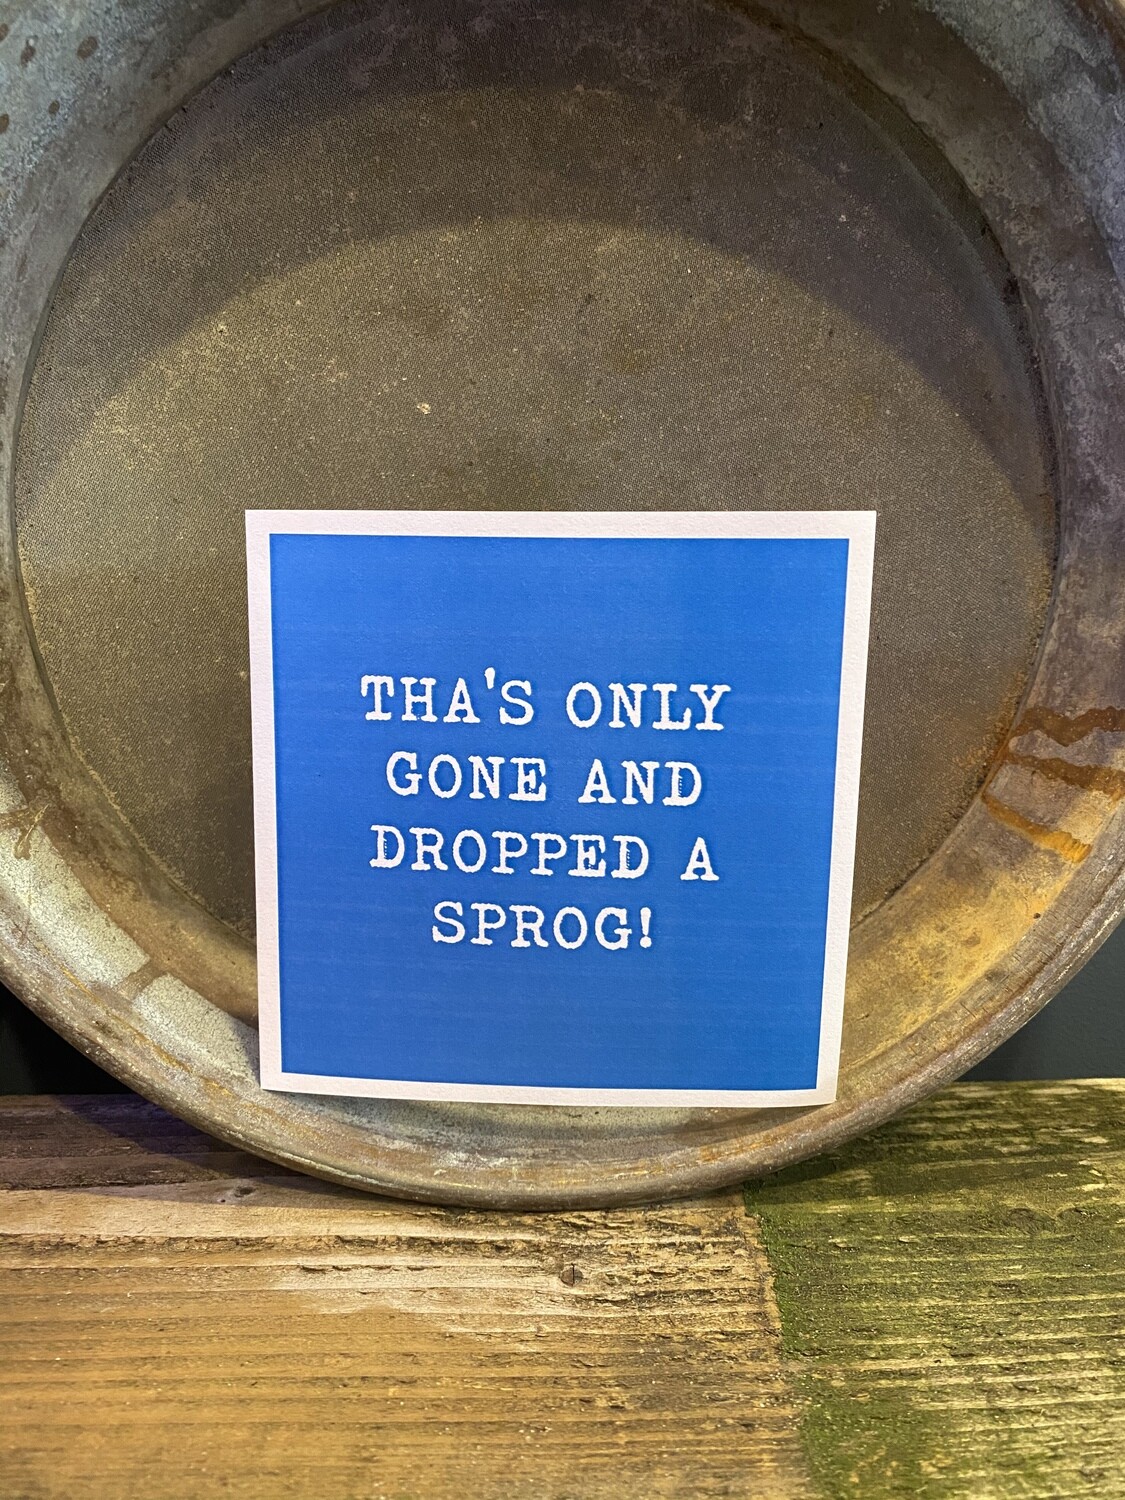 THA'S ONLY
GONE AND
DROPPED A
SPROG!